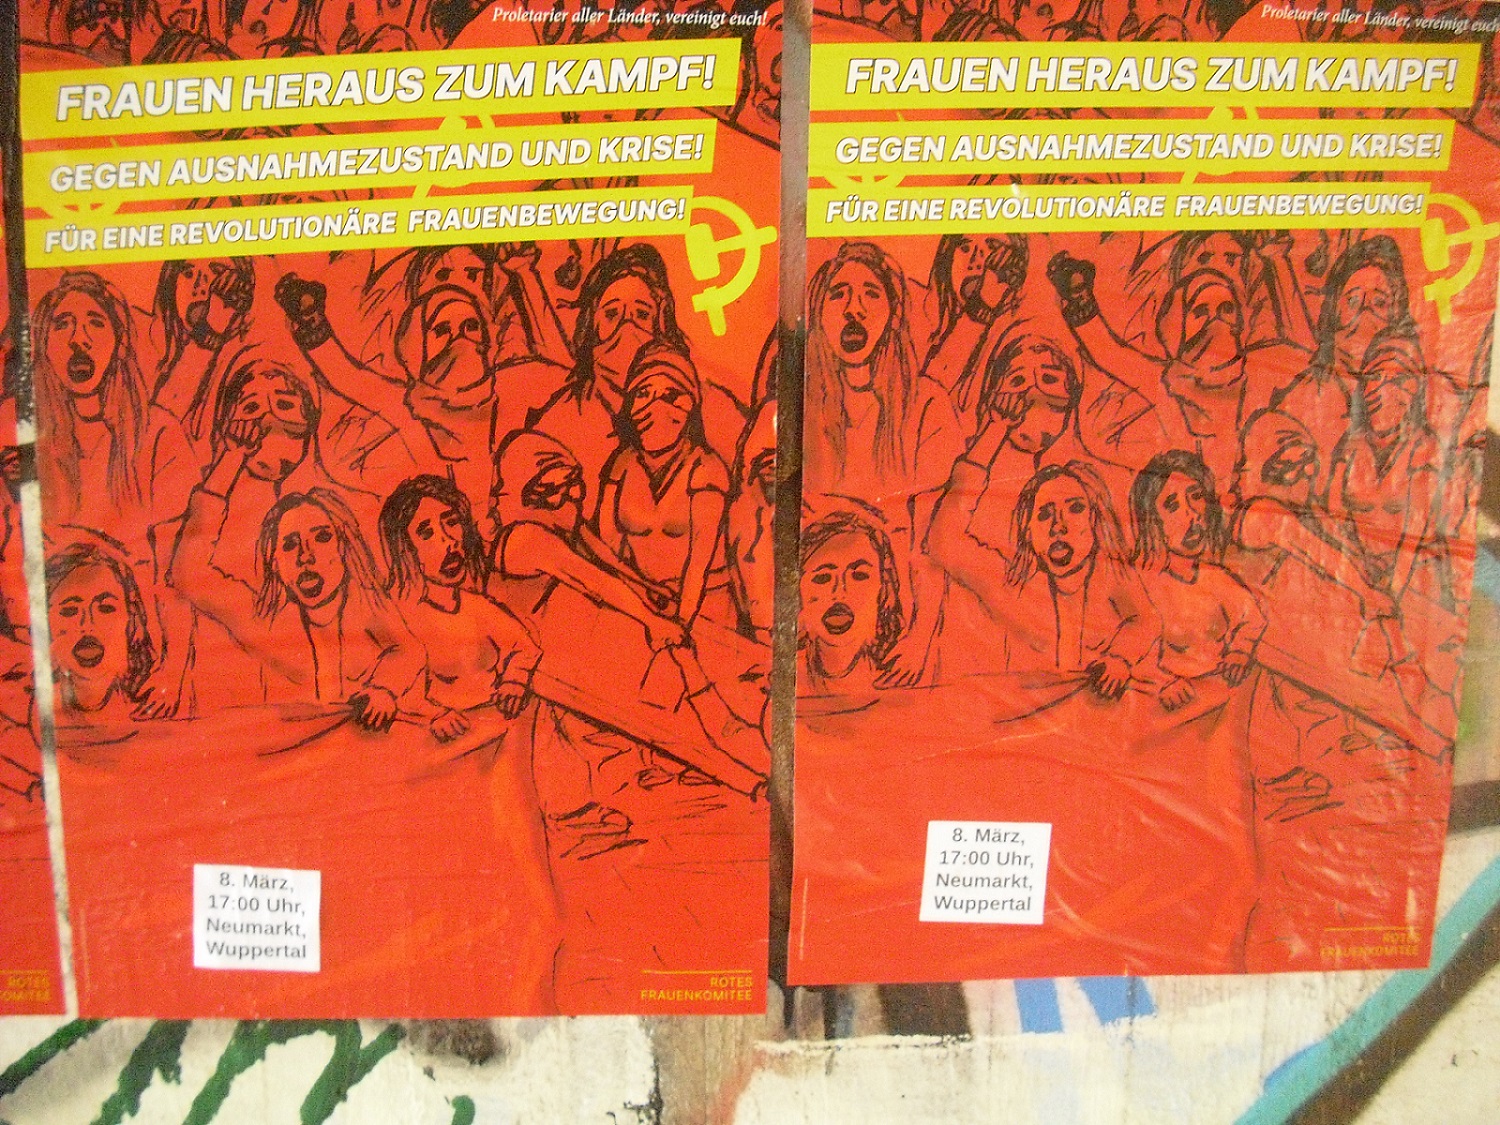 Proletarier aller Länder, vereinigt euch!
FRAUEN HERAUS ZUM KAMPF!
GEGEN AUSNAHMEZUSTAND UND KRISE!
FÜR EINE REVOLUTIONÄRE FRAUENBEWEGUNG!
8. März,
17:00 Uhr,
Neumarkt,
Wuppertal
ROTES
FRAUENKOMITEE
Proletarier aller Länder, vereinigt euch
FRAUEN HERAUS ZUM KAMPF!
GEGEN AUSNAHMEZUSTAND UND KRISE!
FÜR EINE REVOLUTIONÄRE FRAUENBEWEGUNG!
8. März,
17:00 Uhr,
Neumarkt,
Wuppertal
ROTES
FRAUENKOMITEE
ROTES
KOMITEE